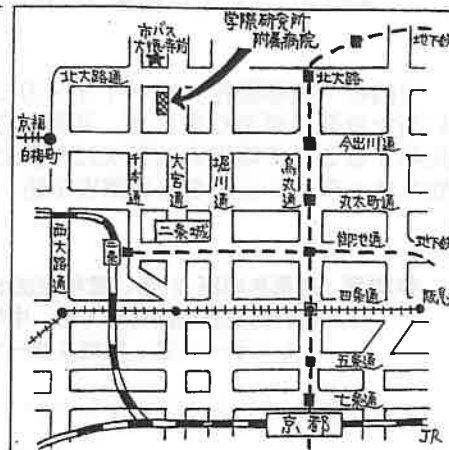 市バス
大徳寺前
学際研究所
附属病院
地下鉄
北大路通
北大路
京福
白梅町
今出川通
千本通
大宮通
堀川通
烏丸通
丸太町通
二条城
御池通
地下鉄
二条
西大路通
四条通
阪急
五条通
七条通
京都
JR